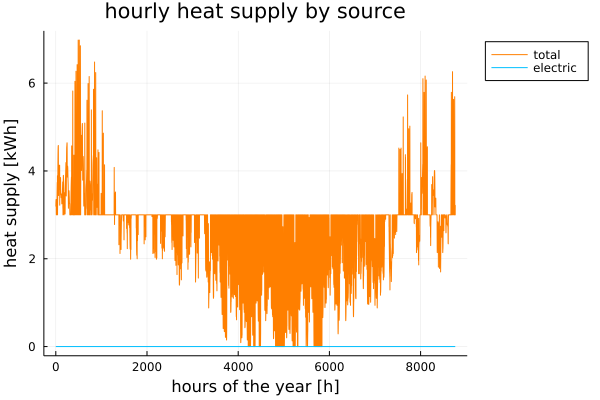 hourly heat supply by source
heat supply [kWh]
6
4
2
0
0 2000 4000 6000 8000
hours of the year [h]
total
electric